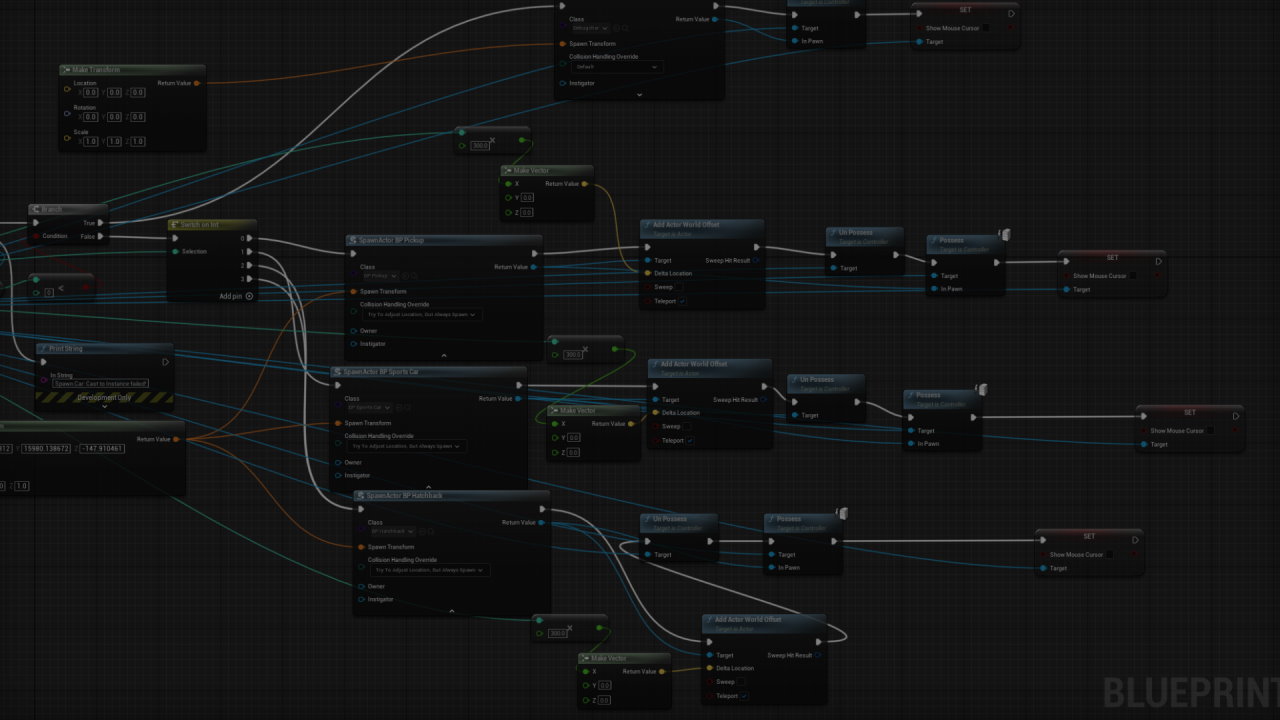 Class
Return Value
Spawn Transform
Collision Handling Override
Default
Instigator
Target
In Pawn
SET
Show Mouse Cursor
Target
Make Transform
Location
Return Value
X 0.0 Y 0.0 Z 0.0
Rotation
X 0.0 Y 0.0 Z 0.0
Scale
X 1.0 Y 1.0 Z 1.0
300.0
Make Vector
X
Return Value
Y 0.0
Z 0.0
Branch
True
Condition
False
0 <
Switch on Int
0
Selection
1
2
3
Add pin
SpawnActor BP Pickup
Class
Return Value
BP Pickup
Spawn Transform
Collision Handling Override
Try To Adjust Location, But Always Spawn
Owner
Instigator
Add Actor World Offset
Target is Actor
Target
Sweep Hit Result
Delta Location
Sweep
Teleport
Un Possess
Target is Controller
Target
Possess
Target is Controller
Target
In Pawn
SET
Show Mouse Cursor
Target
Print String
In String
Spawn Car: Cast to Instance failed!
Development Only
Return Value
Y 15980.138672 Z -147.910461
Z 1.0
SpawnActor BP Sports Car
Class
Return Value
BP Sports Car
Spawn Transform
Collision Handling Override
Try To Adjust Location, But Always Spawn
Owner
Instigator
300.0
Make Vector
X
Return Value
Y 0.0
Z 0.0
Add Actor World Offset
Target is Actor
Target
Sweep Hit Result
Delta Location
Sweep
Teleport
Un Possess
Target is Controller
Target
Possess
Target is Controller
Target
In Pawn
SET
Show Mouse Cursor
Target
SpawnActor BP Hatchback
Class
Return Value
BP Hatchback
Spawn Transform
Collision Handling Override
Try To Adjust Location, But Always Spawn
Owner
Instigator
Un Possess
Target is Controller
Target
Possess
Target is Controller
Target
In Pawn
SET
Show Mouse Cursor
Target
300.0
Make Vector
X
Return Value
Y 0.0
Z 0.0
Add Actor World Offset
Target is Actor
Target
Sweep Hit Result
Delta Location
Sweep
Teleport
BLUEPRINT